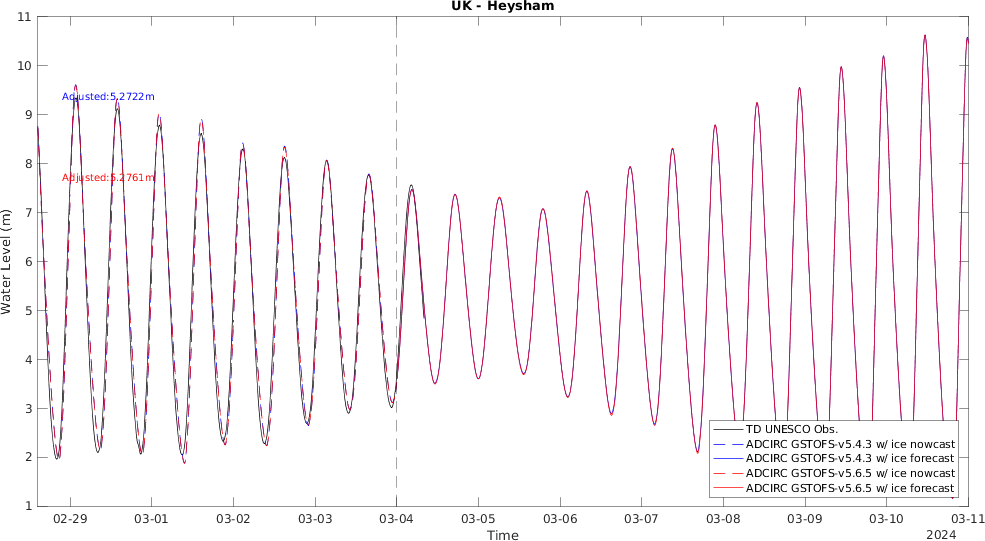 UK - Heysham
11
10
9
8
7
6
5
4
3
2
1
Water Level (m)
Adjusted:5.2722m
Adjusted:5.2761m
TD UNESCO Obs.
ADCIRC GSTOFS-v5.4.3 w/ ice nowcast
ADCIRC GSTOFS-v5.4.3 w/ ice forecast
ADCIRC GSTOFS-v5.6.5 w/ ice nowcast
ADCIRC GSTOFS-v5.6.5 w/ ice forecast
02-29 03-01 03-02 03-03 03-04 03-05 03-06 03-07 03-08 03-09 03-10 03-11
Time
2024